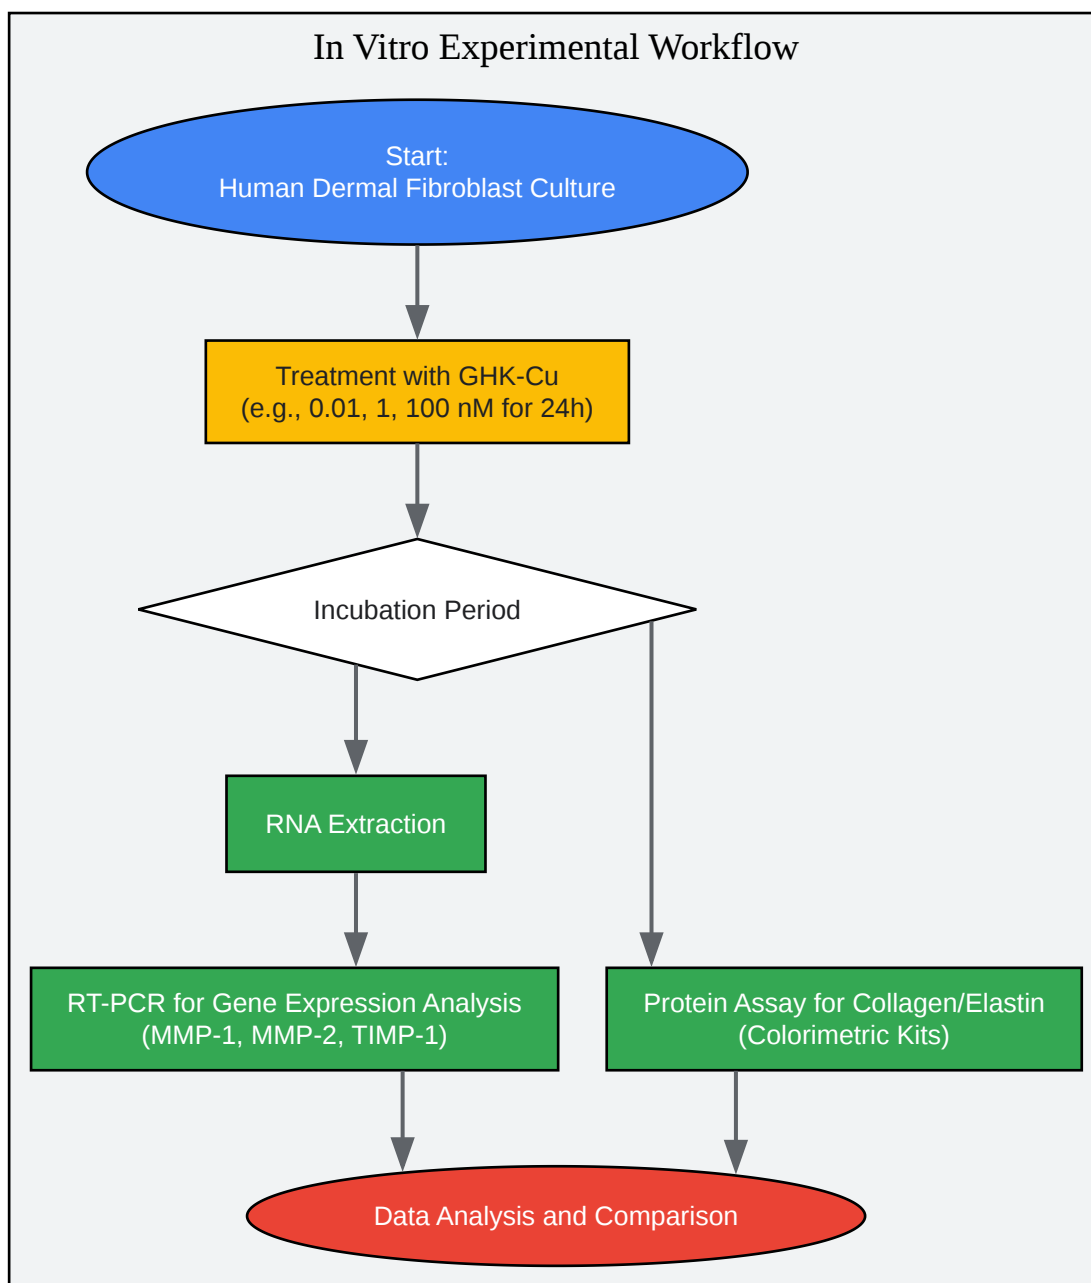 In Vitro Experimental Workflow
Start:
Human Dermal Fibroblast Culture
Treatment with GHK-Cu
(e.g., 0.01, 1, 100 nM for 24h)
Incubation Period
RNA Extraction
RT-PCR for Gene Expression Analysis
(MMP-1, MMP-2, TIMP-1)
Protein Assay for Collagen/Elastin
(Colorimetric Kits)
Data Analysis and Comparison